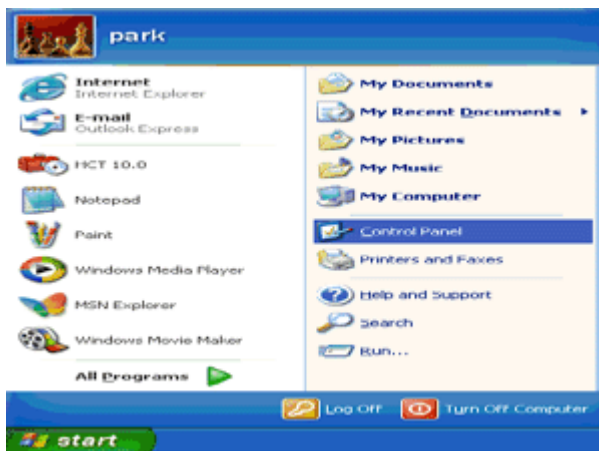 park
Internet
Internet Explorer
E-mail
Outlook Express
HCT 10.0
Notepad
Paint
Windows Media Player
MSN Explorer
Windows Movie Maker
All Programs
My Documents
My Recent Documents
My Pictures
My Music
My Computer
Control Panel
Printers and Faxes
Help and Support
Search
Run...
Log Off
Turn Off Computer
start